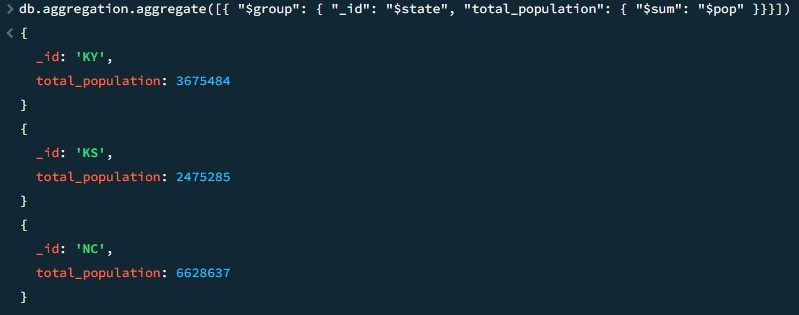 > db.aggregation.aggregate([{ "$group": { "_id": "$state", "total_population": { "$sum": "$pop" }}}])
< {
_id: 'KY',
total_population: 3675484
}
{
_id: 'KS',
total_population: 2475285
}
{
_id: 'NC',
total_population: 6628637
}